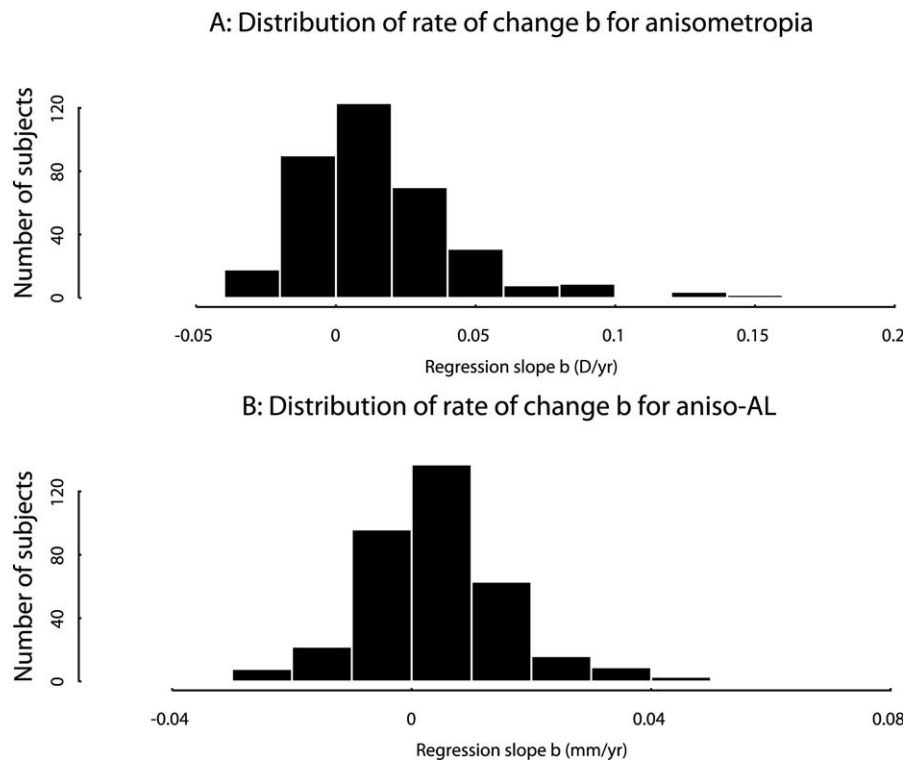 A: Distribution of rate of change b for anisometropia
Number of subjects
120
80
40
0
-0.05 0 0.05 0.1 0.15 0.2
Regression slope b (D/yr)
B: Distribution of rate of change b for aniso-AL
Number of subjects
120
80
40
0
-0.04 0 0.04 0.08
Regression slope b (mm/yr)